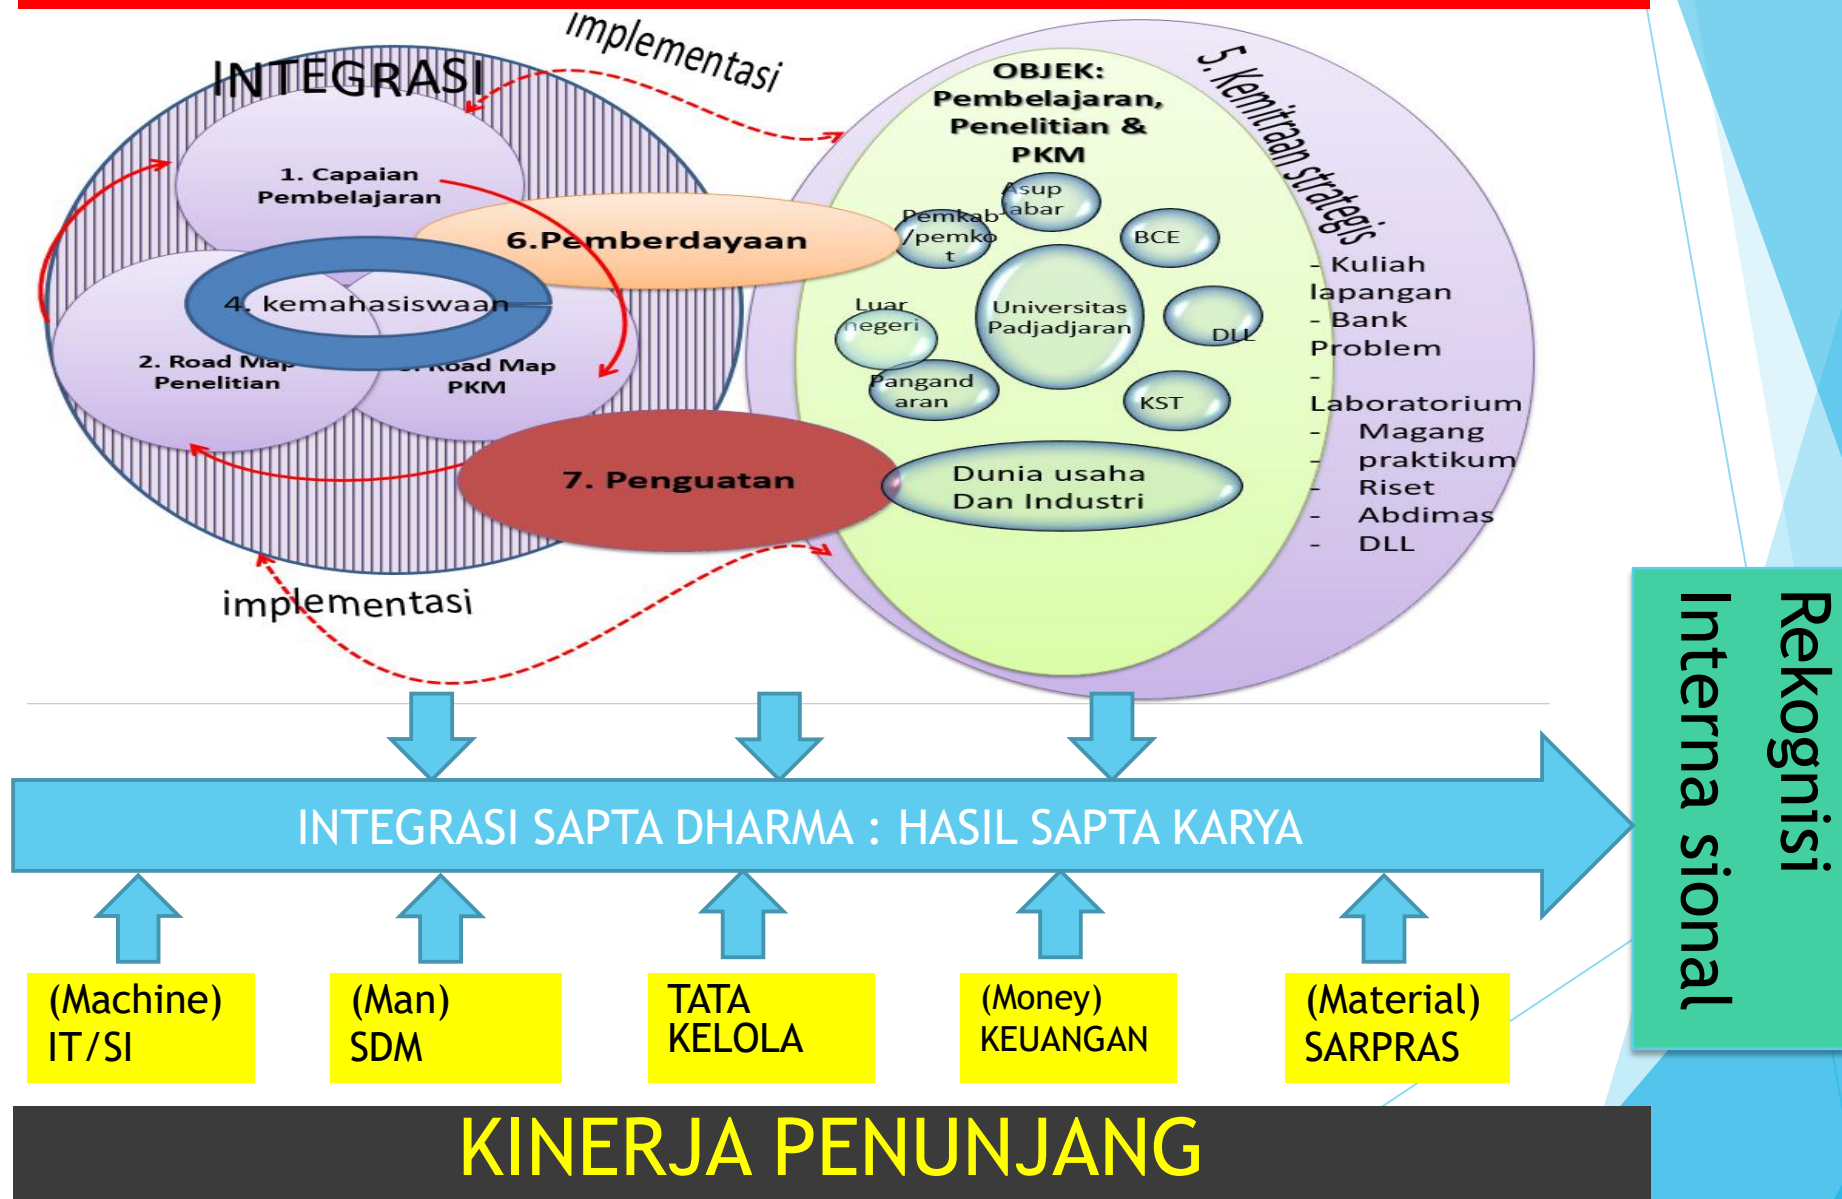 implementasi
INTEGRASI
1. Capaian
Pembelajaran
6.Pemberdayaan
4. kemahasiswaan
2. Road Map
Penelitian
Road Map
PKM
7. Penguatan
implementasi
OBJEK:
Pembelajaran,
Penelitian &
PKM
Asup
Jabar
Pemkab
/pemko
t
BCE
Luar
negeri
Universitas
Padjadjaran
DLL
Pangand
aran
KST
Dunia usaha
Dan Industri
5. Kemitraan strategis
- Kuliah
lapangan
- Bank
Problem
-
Laboratorium
- Magang
- praktikum
- Riset
- Abdimas
- DLL
INTEGRASI SAPTA DHARMA : HASIL SAPTA KARYA
Rekognisi
Interna sional
(Machine)
IT/SI
(Man)
SDM
TATA
KELOLA
(Money)
KEUANGAN
(Material)
SARPRAS
KINERJA PENUNJANG